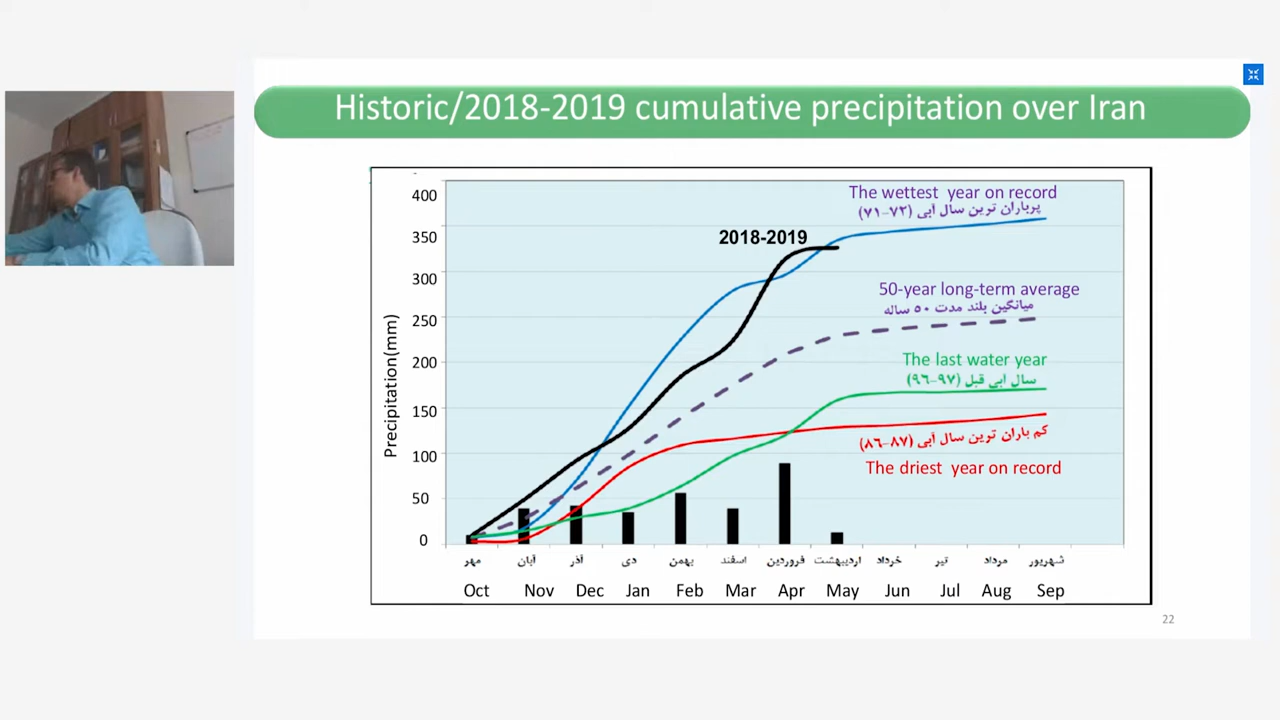 Historic/2018-2019 cumulative precipitation over Iran
400
350
300
250
200
150
100
50
0
Precipitation(mm)
The wettest year on record
پرباران ترین سال آبی (۷۲-۷۱)
2018-2019
50-year long-term average
میانگین بلند مدت ۵۰ ساله
The last water year
سال آبی قبل (۹۷-۹۶)
کم باران ترین سال آبی (۸۷-۸۶)
The driest year on record
مهر آبان آذر دی بهمن اسفند فروردین اردیبهشت خرداد تیر مرداد شهریور
Oct Nov Dec Jan Feb Mar Apr May Jun Jul Aug Sep
22